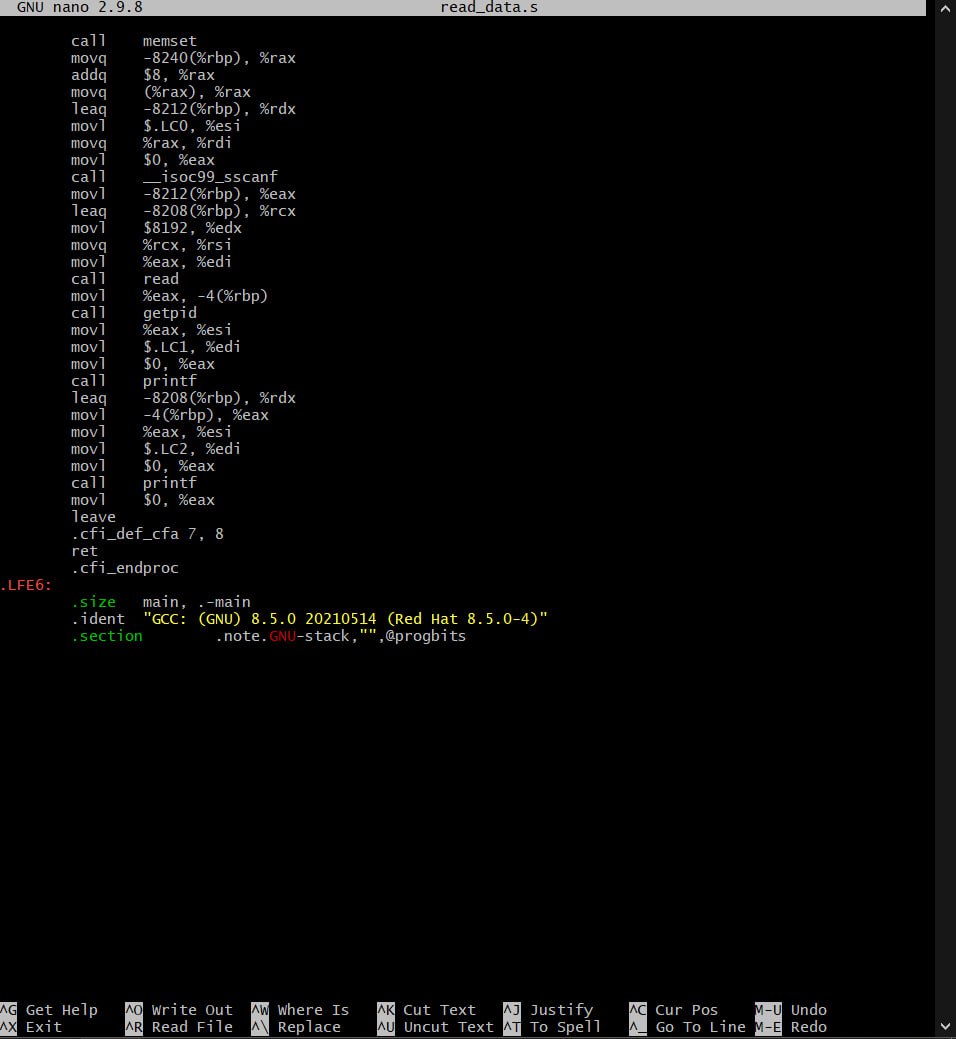 GNU nano 2.9.8 read_data.s
call memset
movq -8240(%rbp), %rax
addq $8, %rax
movq (%rax), %rax
leaq -8212(%rbp), %rdx
movl $.LC0, %esi
movq %rax, %rdi
movl $0, %eax
call __isoc99_sscanf
movl -8212(%rbp), %eax
leaq -8208(%rbp), %rcx
movl $8192, %edx
movq %rcx, %rsi
movl %eax, %edi
call read
movl %eax, -4(%rbp)
call getpid
movl %eax, %esi
movl $.LC1, %edi
movl $0, %eax
call printf
leaq -8208(%rbp), %rdx
movl -4(%rbp), %eax
movl %eax, %esi
movl $.LC2, %edi
movl $0, %eax
call printf
movl $0, %eax
leave
.cfi_def_cfa 7, 8
ret
.cfi_endproc
.LFE6:
.size main, .-main
.ident "GCC: (GNU) 8.5.0 20210514 (Red Hat 8.5.0-4)"
.section .note.GNU-stack,"",@progbits
^G Get Help ^O Write Out ^W Where Is ^K Cut Text ^J Justify ^C Cur Pos M-U Undo
^X Exit ^R Read File ^\ Replace ^U Uncut Text ^T To Spell ^_ Go To Line M-E Redo